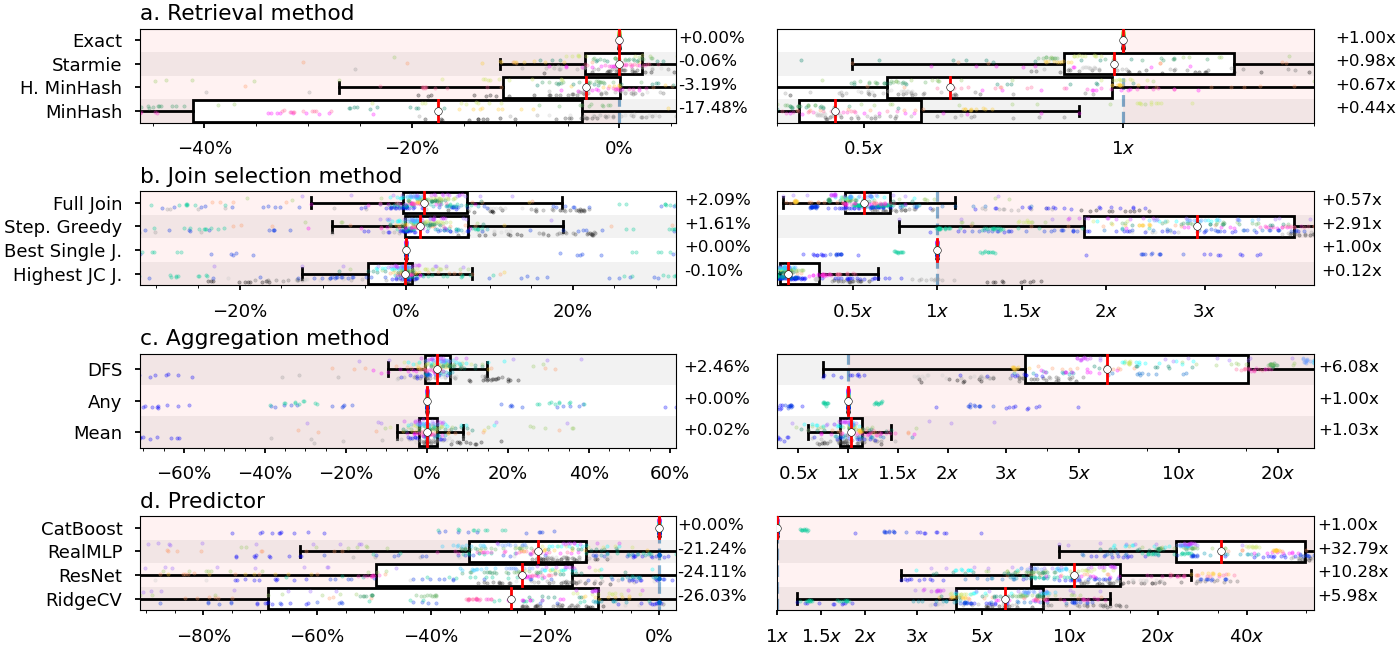 a. Retrieval method
Exact +0.00% +1.00x
Starmie -0.06% +0.98x
H. MinHash -3.19% +0.67x
MinHash -17.48% +0.44x
−40% −20% 0% 0.5x 1x
b. Join selection method
Full Join +2.09% +0.57x
Step. Greedy +1.61% +2.91x
Best Single J. +0.00% +1.00x
Highest JC J. -0.10% +0.12x
−20% 0% 20% 0.5x 1x 1.5x 2x 3x
c. Aggregation method
DFS +2.46% +6.08x
Any +0.00% +1.00x
Mean +0.02% +1.03x
−60% −40% −20% 0% 20% 40% 60% 0.5x 1x 1.5x 2x 3x 5x 10x 20x
d. Predictor
CatBoost +0.00% +1.00x
RealMLP -21.24% +32.79x
ResNet -24.11% +10.28x
RidgeCV -26.03% +5.98x
−80% −60% −40% −20% 0% 1x 1.5x 2x 3x 5x 10x 20x 40x